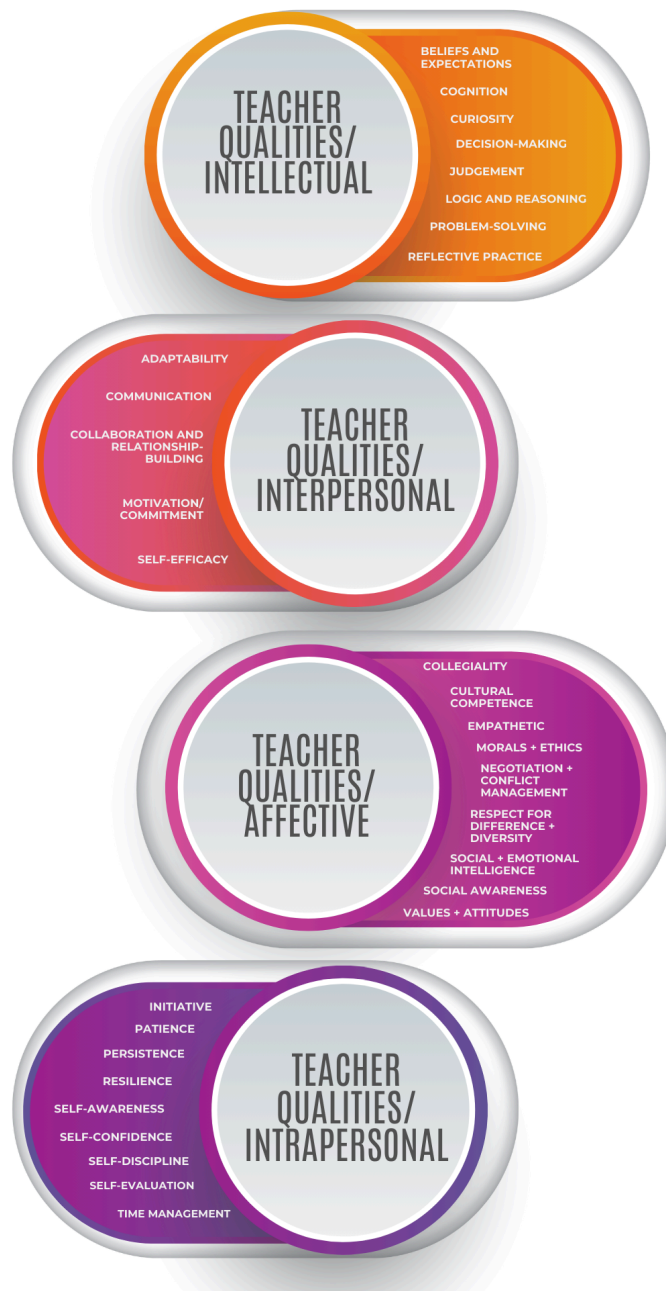 TEACHER
QUALITIES/
INTELLECTUAL
BELIEFS AND
EXPECTATIONS
COGNITION
CURIOSITY
DECISION-MAKING
JUDGEMENT
LOGIC AND REASONING
PROBLEM-SOLVING
REFLECTIVE PRACTICE
TEACHER
QUALITIES/
INTERPERSONAL
ADAPTABILITY
COMMUNICATION
COLLABORATION AND
RELATIONSHIP-
BUILDING
MOTIVATION/
COMMITMENT
SELF-EFFICACY
TEACHER
QUALITIES/
AFFECTIVE
COLLEGIALITY
CULTURAL
COMPETENCE
EMPATHETIC
MORALS + ETHICS
NEGOTIATION +
CONFLICT
MANAGEMENT
RESPECT FOR
DIFFERENCE +
DIVERSITY
SOCIAL + EMOTIONAL
INTELLIGENCE
SOCIAL AWARENESS
VALUES + ATTITUDES
TEACHER
QUALITIES/
INTRAPERSONAL
INITIATIVE
PATIENCE
PERSISTENCE
RESILIENCE
SELF-AWARENESS
SELF-CONFIDENCE
SELF-DISCIPLINE
SELF-EVALUATION
TIME MANAGEMENT